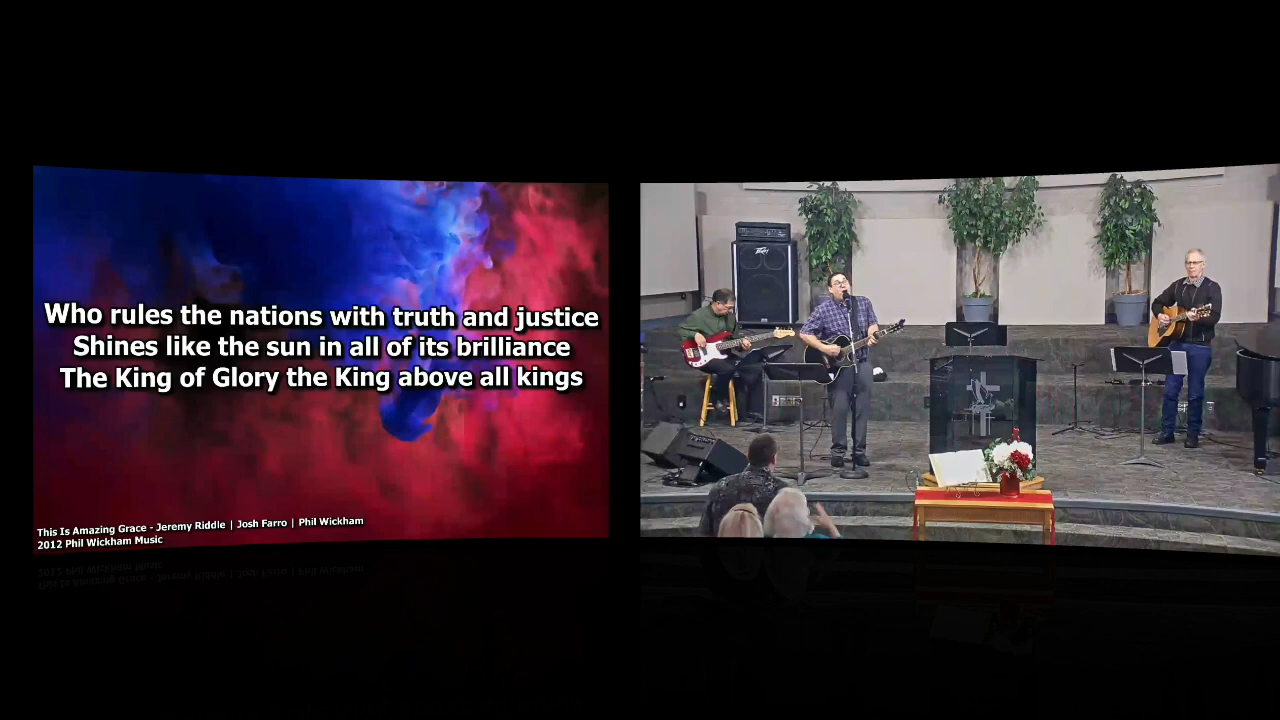 Who rules the nations with truth and justice
Shines like the sun in all of its brilliance
The King of Glory the King above all kings
This Is Amazing Grace - Jeremy Riddle | Josh Farro | Phil Wickham
2012 Phil Wickham Music
PEAVEY